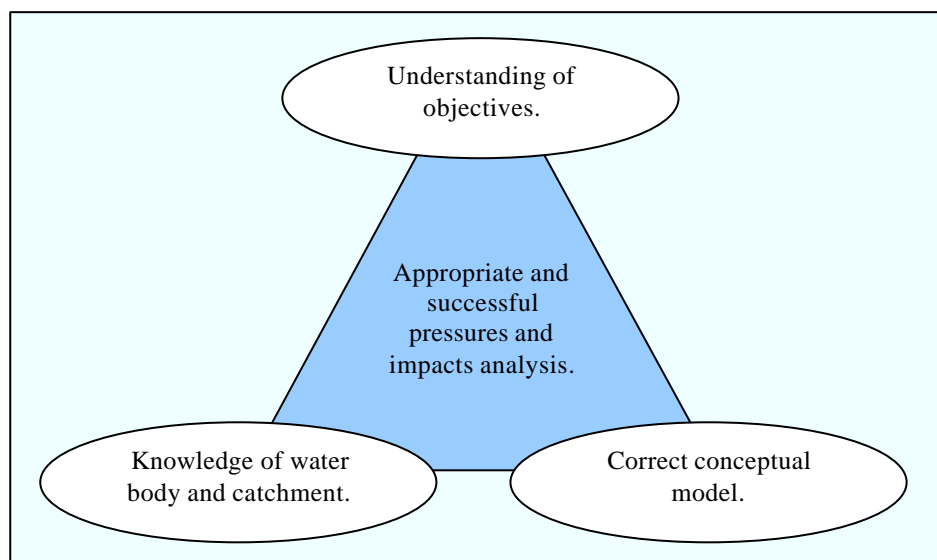 Understanding of
objectives.
Appropriate and
successful
pressures and
impacts analysis.
Knowledge of water
body and catchment.
Correct conceptual
model.